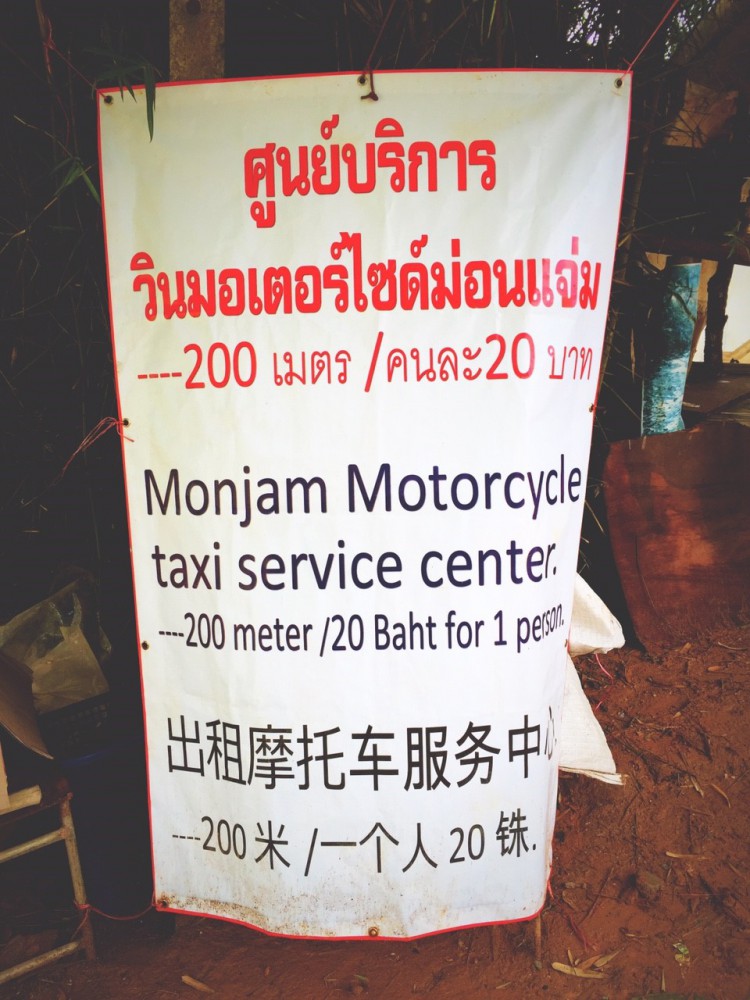 ศูนย์บริการ
วินมอเตอร์ไซด์ม่อนแจ่ม
----200 เมตร /คนละ20 บาท
Monjam Motorcycle
taxi service center.
---200 meter /20 Baht for 1 person.
出租摩托车服务中心
---200 米 /一个人 20 铢.